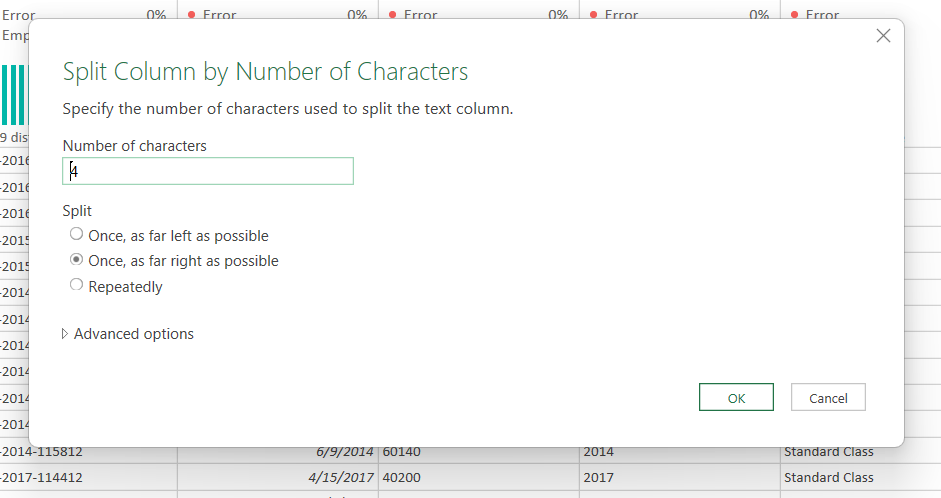 Error 0% Error 0% Error 0% Error 0% Error
Emp
Split Column by Number of Characters
Specify the number of characters used to split the text column.
9 dis
Number of characters
-2016
4
-2016
-2016
Split
-2015
Once, as far left as possible
-2015
Once, as far right as possible
-2014
Repeatedly
-2014
-2014
Advanced options
-2014
-2014
OK Cancel
-2014
-2014-115812 6/9/2014 60140 2014 Standard Class
-2017-114412 4/15/2017 40200 2017 Standard Class